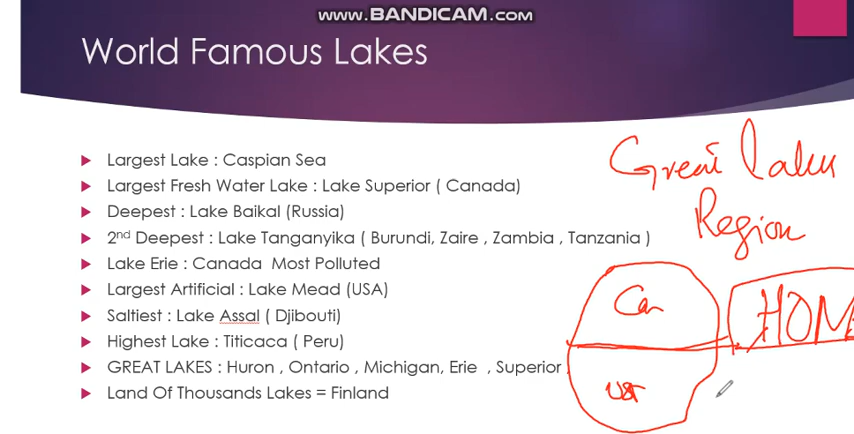 www.BANDICAM.com
World Famous Lakes
Largest Lake : Caspian Sea
Largest Fresh Water Lake : Lake Superior ( Canada)
Deepest : Lake Baikal (Russia)
2nd Deepest : Lake Tanganyika ( Burundi, Zaire , Zambia , Tanzania )
Lake Erie : Canada Most Polluted
Largest Artificial : Lake Mead (USA)
Saltiest : Lake Assal ( Djibouti)
Highest Lake : Titicaca ( Peru)
GREAT LAKES : Huron , Ontario , Michigan, Erie , Superior
Land Of Thousands Lakes = Finland
Great Lakes
Region
Can
HOM